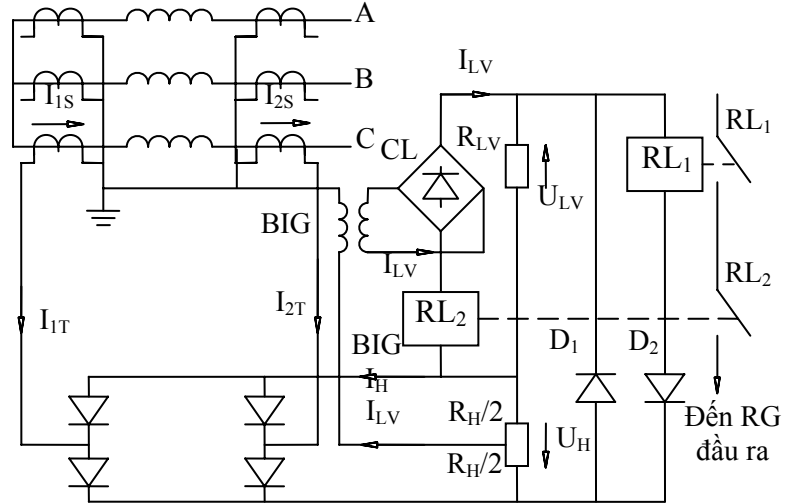 A
B
C
I1S
I2S
ILV
CL
RLV
ULV
RL1
RL1
BIG
ILV
RL2
RL2
I1T
I2T
BIG
IH
ILV
D1
D2
RH/2
RH/2
UH
Đến RG
đầu ra